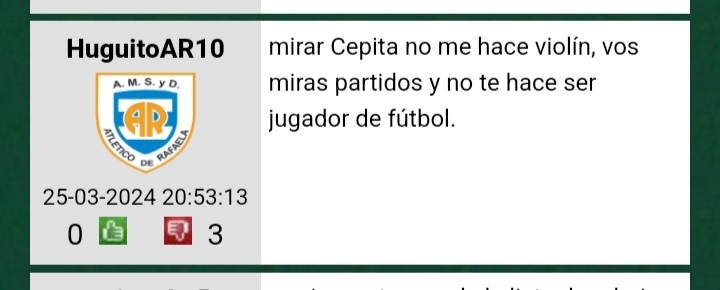 HuguitoAR10
A. M. S. y D.
AR
ATLETICO DE RAFAELA
25-03-2024 20:53:13
0 3
mirar Cepita no me hace violín, vos
miras partidos y no te hace ser
jugador de fútbol.